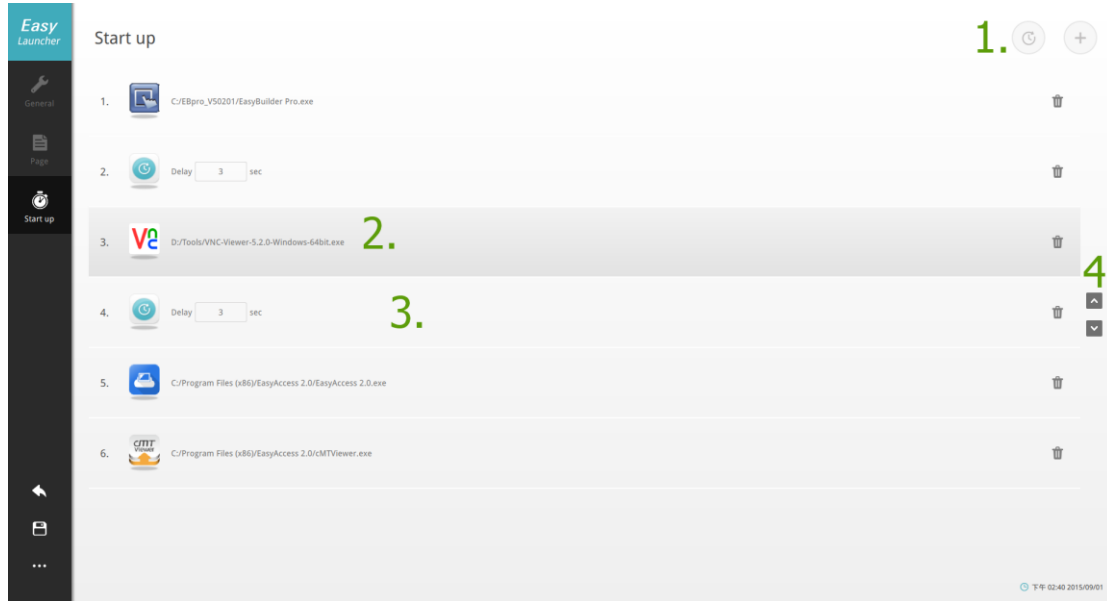 Easy
Launcher
Start up
1.
General
Page
Start up
1. C:/EBpro_V50201/EasyBuilder Pro.exe
2. Delay 3 sec
3. VNC D:/Tools/VNC-Viewer-5.2.0-Windows-64bit.exe 2.
4
4. Delay 3 sec 3.
5. C:/Program Files (x86)/EasyAccess 2.0/EasyAccess 2.0.exe
6. cmT Viewer C:/Program Files (x86)/EasyAccess 2.0/cMTViewer.exe
下午 02:40 2015/09/01